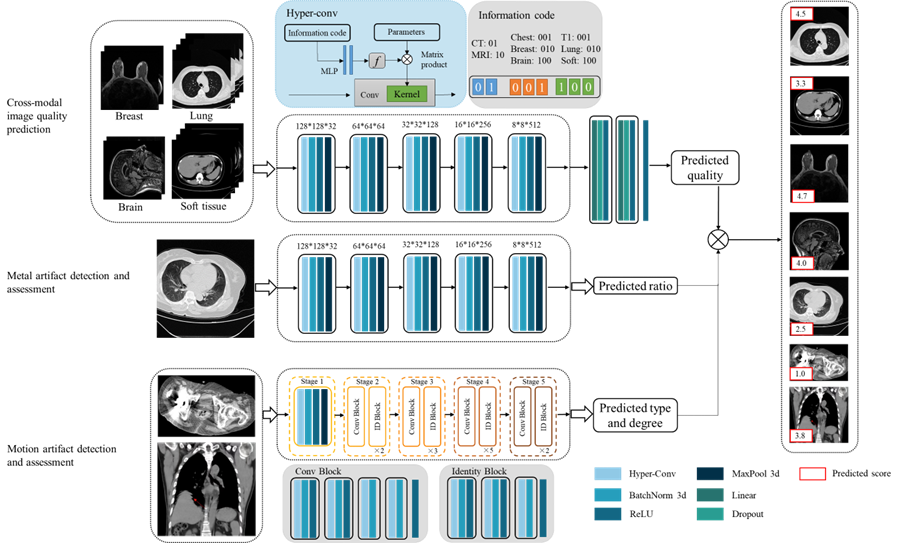 Hyper-conv
Information code
Parameters
MLP
f
Matrix
product
Conv
Kernel
Information code
CT: 01
MRI: 10
Chest: 001
Breast: 010
Brain: 100
T1: 001
Lung: 010
Soft: 100
0 1
0 0 1
1 0 0
Cross-modal
image quality
prediction
Breast
Lung
Brain
Soft tissue
128*128*32
64*64*64
32*32*128
16*16*256
8*8*512
Predicted
quality
Metal artifact detection and
assessment
128*128*32
64*64*64
32*32*128
16*16*256
8*8*512
Predicted ratio
Motion artifact detection
and assessment
Stage 1
Stage 2
Conv Block
ID Block
×2
Stage 3
Conv Block
ID Block
×3
Stage 4
Conv Block
ID Block
×5
Stage 5
Conv Block
ID Block
×2
Predicted type
and degree
Conv Block
Identity Block
4.5
3.3
4.7
4.0
2.5
1.0
3.8
Hyper-Conv
BatchNorm 3d
ReLU
MaxPool 3d
Linear
Dropout
Predicted score